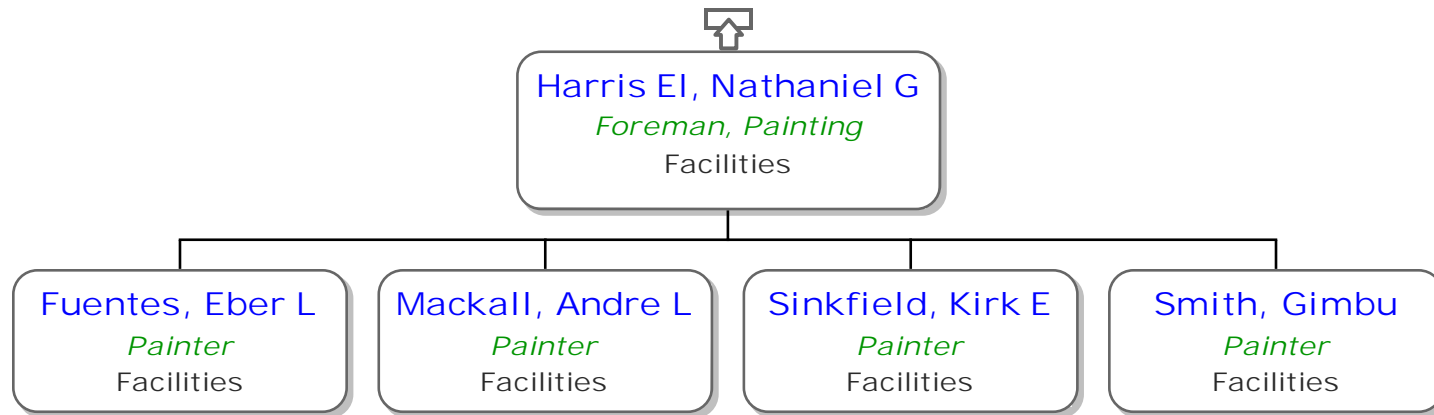 Harris El, Nathaniel G
Foreman, Painting
Facilities
Fuentes, Eber L
Painter
Facilities
Mackall, Andre L
Painter
Facilities
Sinkfield, Kirk E
Painter
Facilities
Smith, Gimbu
Painter
Facilities